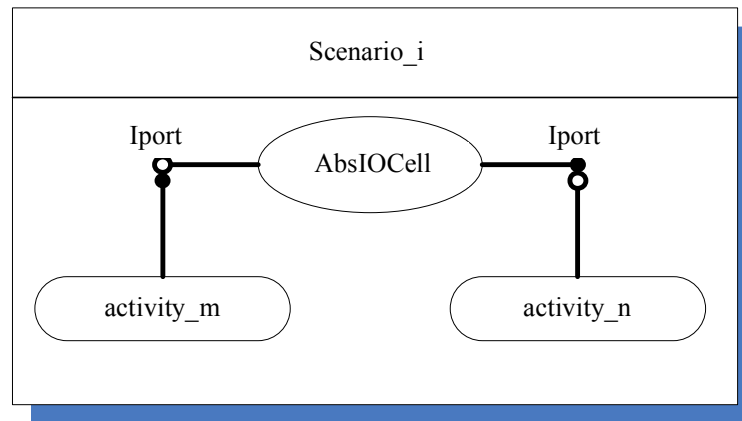 Scenario_i
Iport
Iport
AbsIOCell
activity_m
activity_n